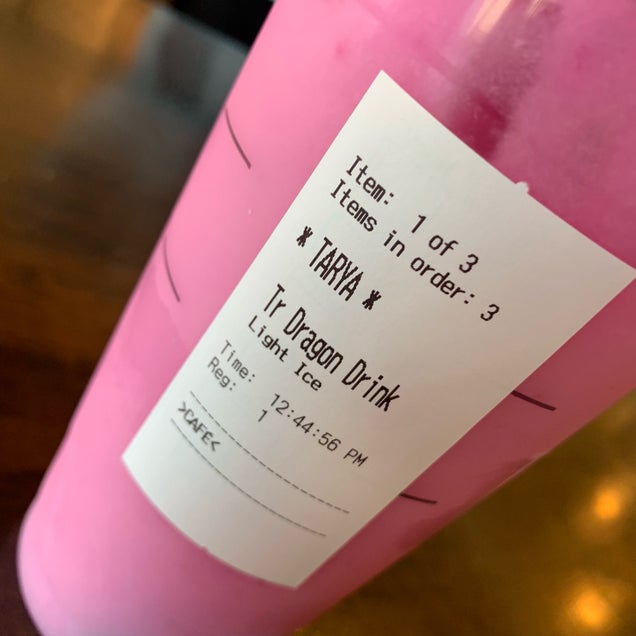 Item: 1 of 3
Items in order: 3
* TARYA *
Tr Dragon Drink
Light Ice
Time: 12:44:56 PM
Reg: 1
>CAFE<